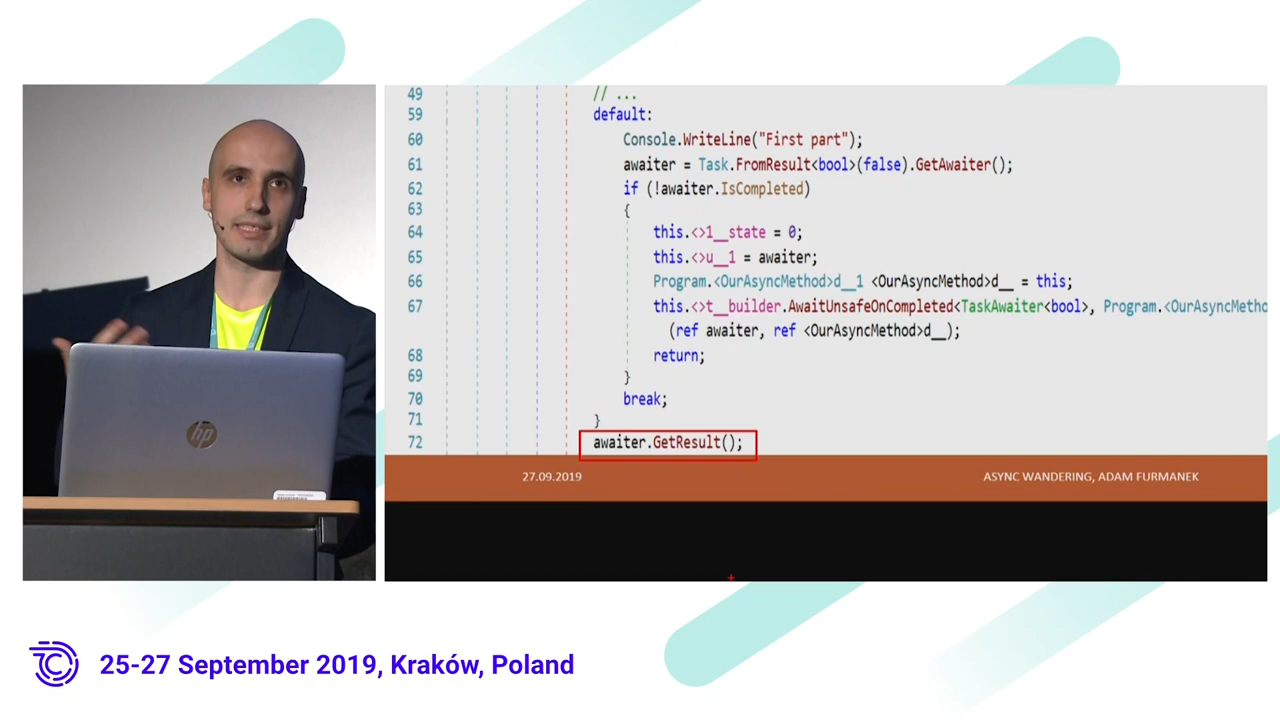 49 // ...
59 default:
60 Console.WriteLine("First part");
61 awaiter = Task.FromResult<bool>(false).GetAwaiter();
62 if (!awaiter.IsCompleted)
63 {
64 this.<>1__state = 0;
65 this.<>u__1 = awaiter;
66 Program.<OurAsyncMethod>d__1 <OurAsyncMethod>d__ = this;
67 this.<>t__builder.AwaitUnsafeOnCompleted<TaskAwaiter<bool>, Program.<OurAsyncMetho
(ref awaiter, ref <OurAsyncMethod>d__);
68 return;
69 }
70 break;
71 }
72 awaiter.GetResult();
27.09.2019 ASYNC WANDERING, ADAM FURMANEK
hp
25-27 September 2019, Kraków, Poland